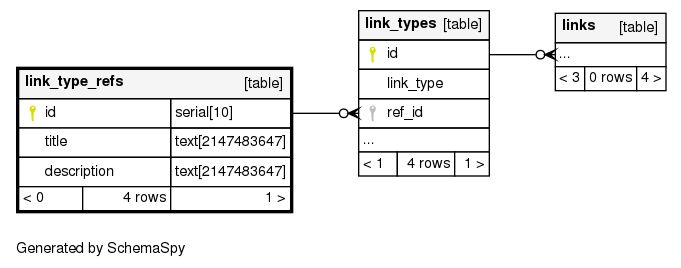 link_types [table]
id
link_type
ref_id
...
< 1 4 rows 1 >
links [table]
...
< 3 0 rows 4 >
link_type_refs [table]
id serial[10]
title text[2147483647]
description text[2147483647]
< 0 4 rows 1 >
Generated by SchemaSpy